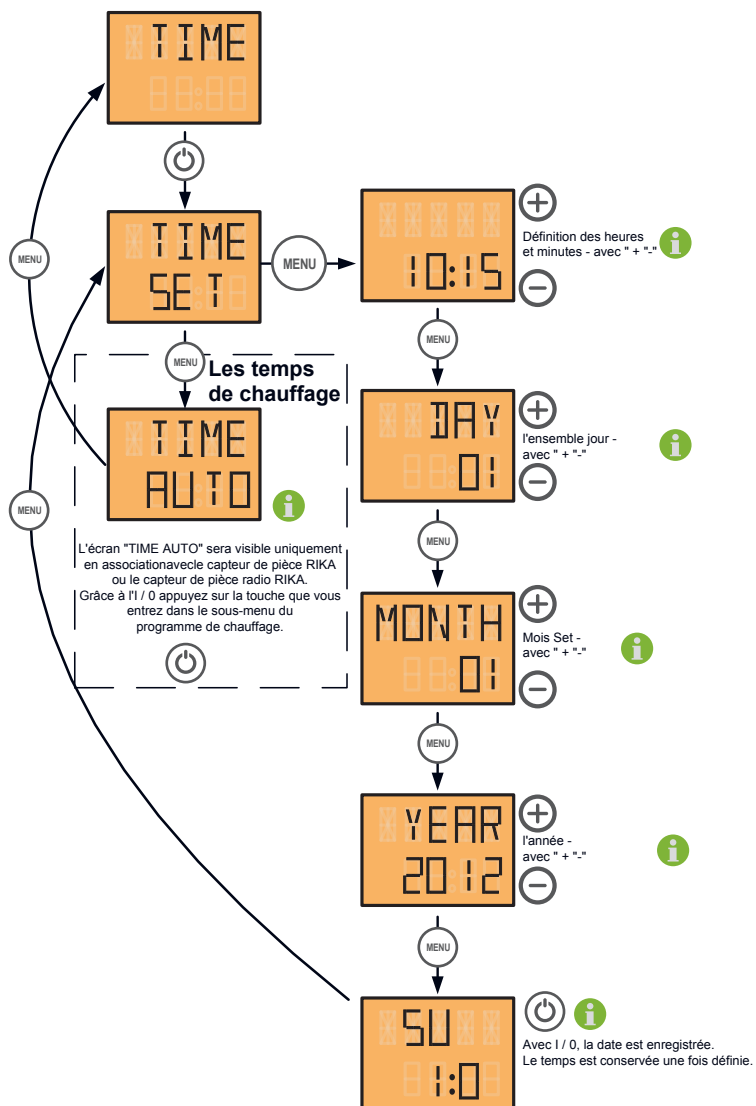 TIME
TIME
SET
MENU
MENU
10:15
Définition des heures
et minutes - avec " + "-"
MENU
MENU
Les temps
de chauffage
MENU
TIME
AUTO
DAY
01
l'ensemble jour -
avec " + "-"
MENU
MENU
L'écran "TIME AUTO" sera visible uniquement
en associationavecle capteur de pièce RIKA
ou le capteur de pièce radio RIKA.
Grâce à l'I / 0 appuyez sur la touche que vous
entrez dans le sous-menu du
programme de chauffage.
MONTH
01
Mois Set -
avec " + "-"
MENU
YEAR
2012
l'année -
avec " + "-"
MENU
SU
1:0
Avec I / 0, la date est enregistrée.
Le temps est conservée une fois définie.